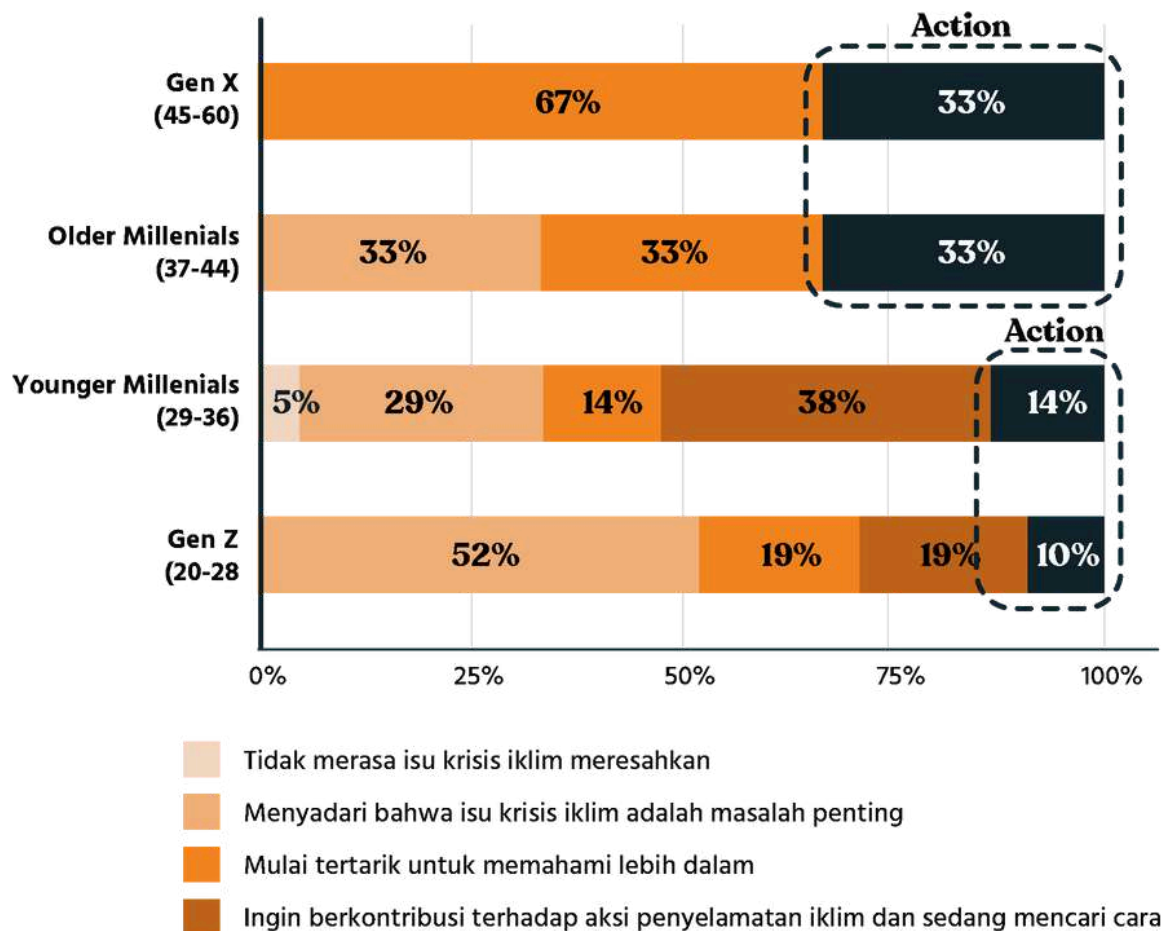 Action
Gen X
(45-60)
67%
33%
Older Millenials
(37-44)
33%
33%
33%
Action
Younger Millenials
(29-36)
5%
29%
14%
38%
14%
Gen Z
(20-28
52%
19%
19%
10%
0%
25%
50%
75%
100%
Tidak merasa isu krisis iklim meresahkan
Menyadari bahwa isu krisis iklim adalah masalah penting
Mulai tertarik untuk memahami lebih dalam
Ingin berkontribusi terhadap aksi penyelamatan iklim dan sedang mencari cara